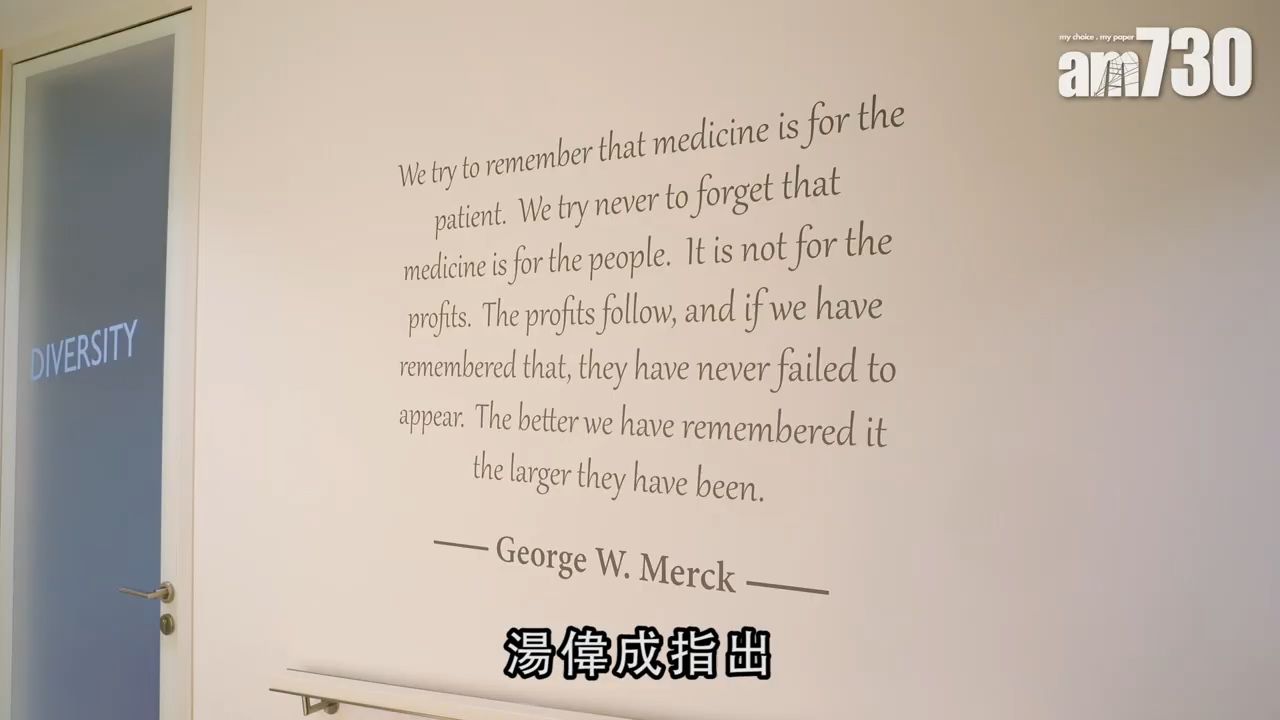 my choice . my paper
am730
We try to remember that medicine is for the
patient. We try never to forget that
medicine is for the people. It is not for the
profits. The profits follow, and if we have
remembered that, they have never failed to
appear. The better we have remembered it
the larger they have been.
George W. Merck
DIVERSITY
湯偉成指出